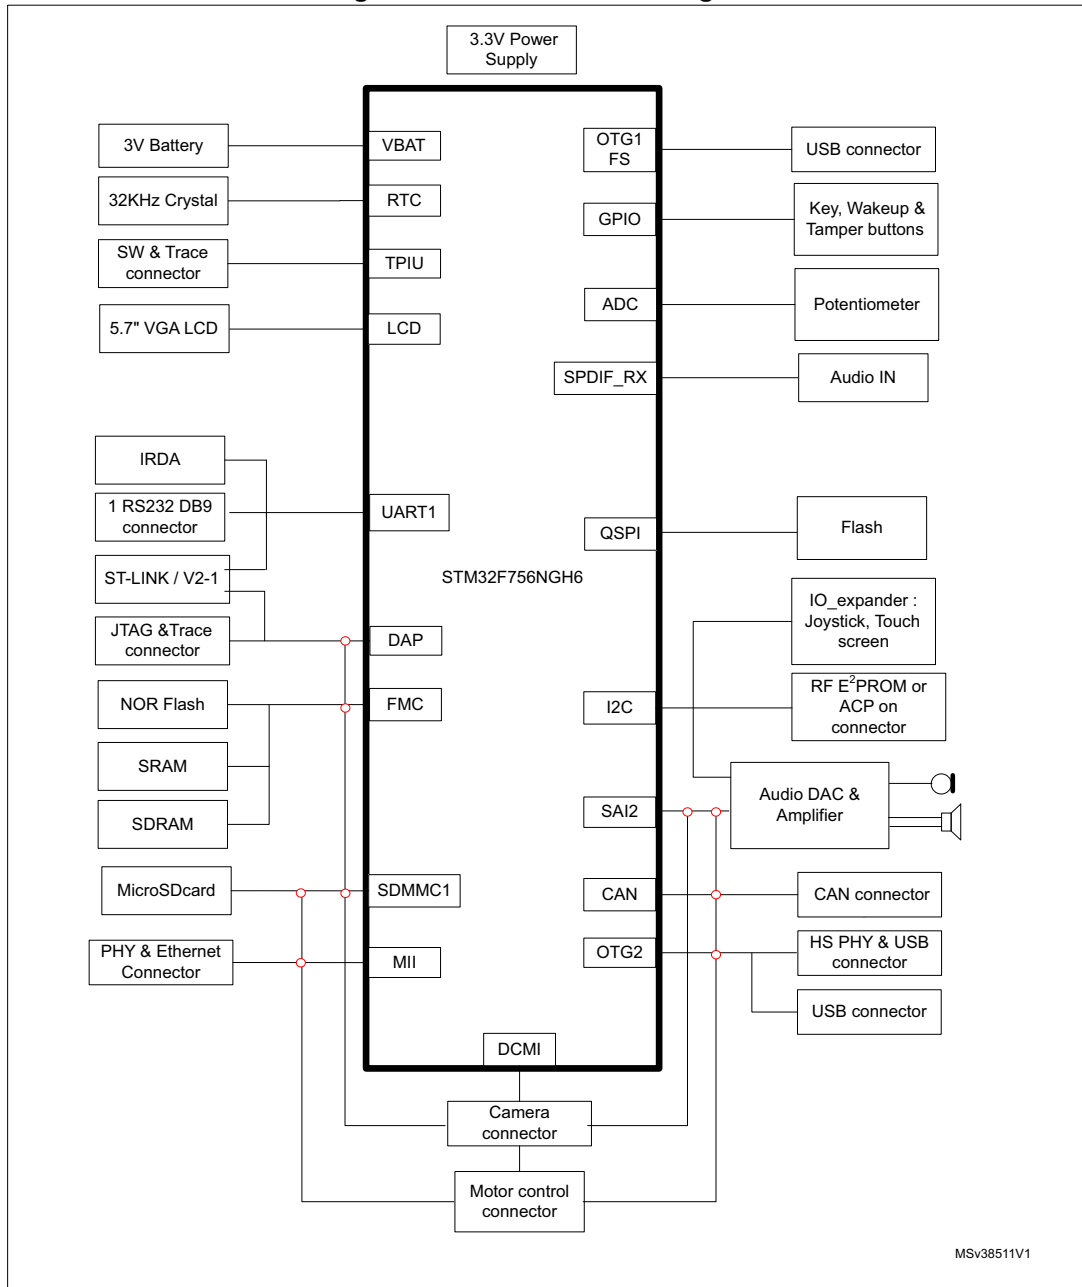 3.3V Power
Supply
3V Battery
VBAT
OTG1
FS
USB connector
32KHz Crystal
RTC
GPIO
Key, Wakeup &
Tamper buttons
SW & Trace
connector
TPIU
ADC
Potentiometer
5.7" VGA LCD
LCD
SPDIF_RX
Audio IN
IRDA
1 RS232 DB9
connector
UART1
QSPI
Flash
ST-LINK / V2-1
STM32F756NGH6
IO_expander :
Joystick, Touch
screen
JTAG &Trace
connector
DAP
NOR Flash
FMC
I2C
RF E²PROM or
ACP on
connector
SRAM
SDRAM
SAI2
Audio DAC &
Amplifier
MicroSDcard
SDMMC1
CAN
CAN connector
PHY & Ethernet
Connector
MII
OTG2
HS PHY & USB
connector
USB connector
DCMI
Camera
connector
Motor control
connector
MSv38511V1